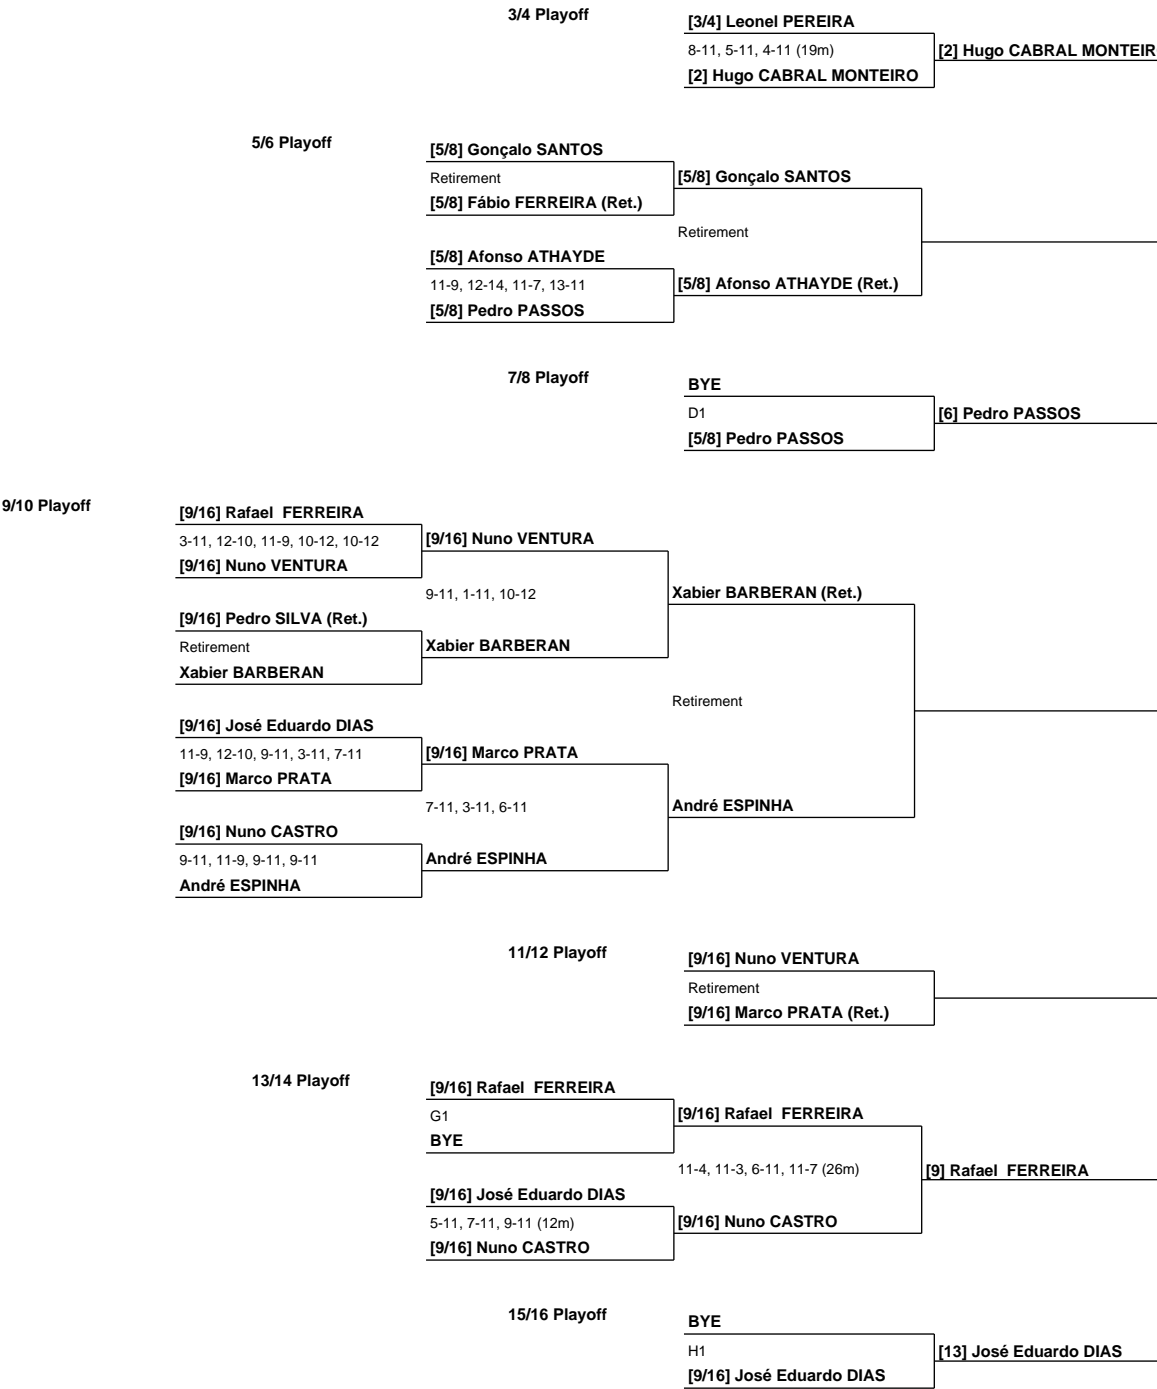 3/4 Playoff
[3/4] Leonel PEREIRA
8-11, 5-11, 4-11 (19m)
[2] Hugo CABRAL MONTEIR
[2] Hugo CABRAL MONTEIRO
5/6 Playoff
[5/8] Gonçalo SANTOS
Retirement
[5/8] Gonçalo SANTOS
[5/8] Fábio FERREIRA (Ret.)
Retirement
[5/8] Afonso ATHAYDE
11-9, 12-14, 11-7, 13-11
[5/8] Afonso ATHAYDE (Ret.)
[5/8] Pedro PASSOS
7/8 Playoff
BYE
D1
[6] Pedro PASSOS
[5/8] Pedro PASSOS
9/10 Playoff
[9/16] Rafael  FERREIRA
3-11, 12-10, 11-9, 10-12, 10-12
[9/16] Nuno VENTURA
[9/16] Nuno VENTURA
9-11, 1-11, 10-12
Xabier BARBERAN (Ret.)
[9/16] Pedro SILVA (Ret.)
Retirement
Xabier BARBERAN
Xabier BARBERAN
Retirement
[9/16] José Eduardo DIAS
11-9, 12-10, 9-11, 3-11, 7-11
[9/16] Marco PRATA
[9/16] Marco PRATA
7-11, 3-11, 6-11
André ESPINHA
[9/16] Nuno CASTRO
9-11, 11-9, 9-11, 9-11
André ESPINHA
André ESPINHA
11/12 Playoff
[9/16] Nuno VENTURA
Retirement
[9/16] Marco PRATA (Ret.)
13/14 Playoff
[9/16] Rafael  FERREIRA
G1
[9/16] Rafael  FERREIRA
BYE
11-4, 11-3, 6-11, 11-7 (26m)
[9] Rafael  FERREIRA
[9/16] José Eduardo DIAS
5-11, 7-11, 9-11 (12m)
[9/16] Nuno CASTRO
[9/16] Nuno CASTRO
15/16 Playoff
BYE
H1
[13] José Eduardo DIAS
[9/16] José Eduardo DIAS